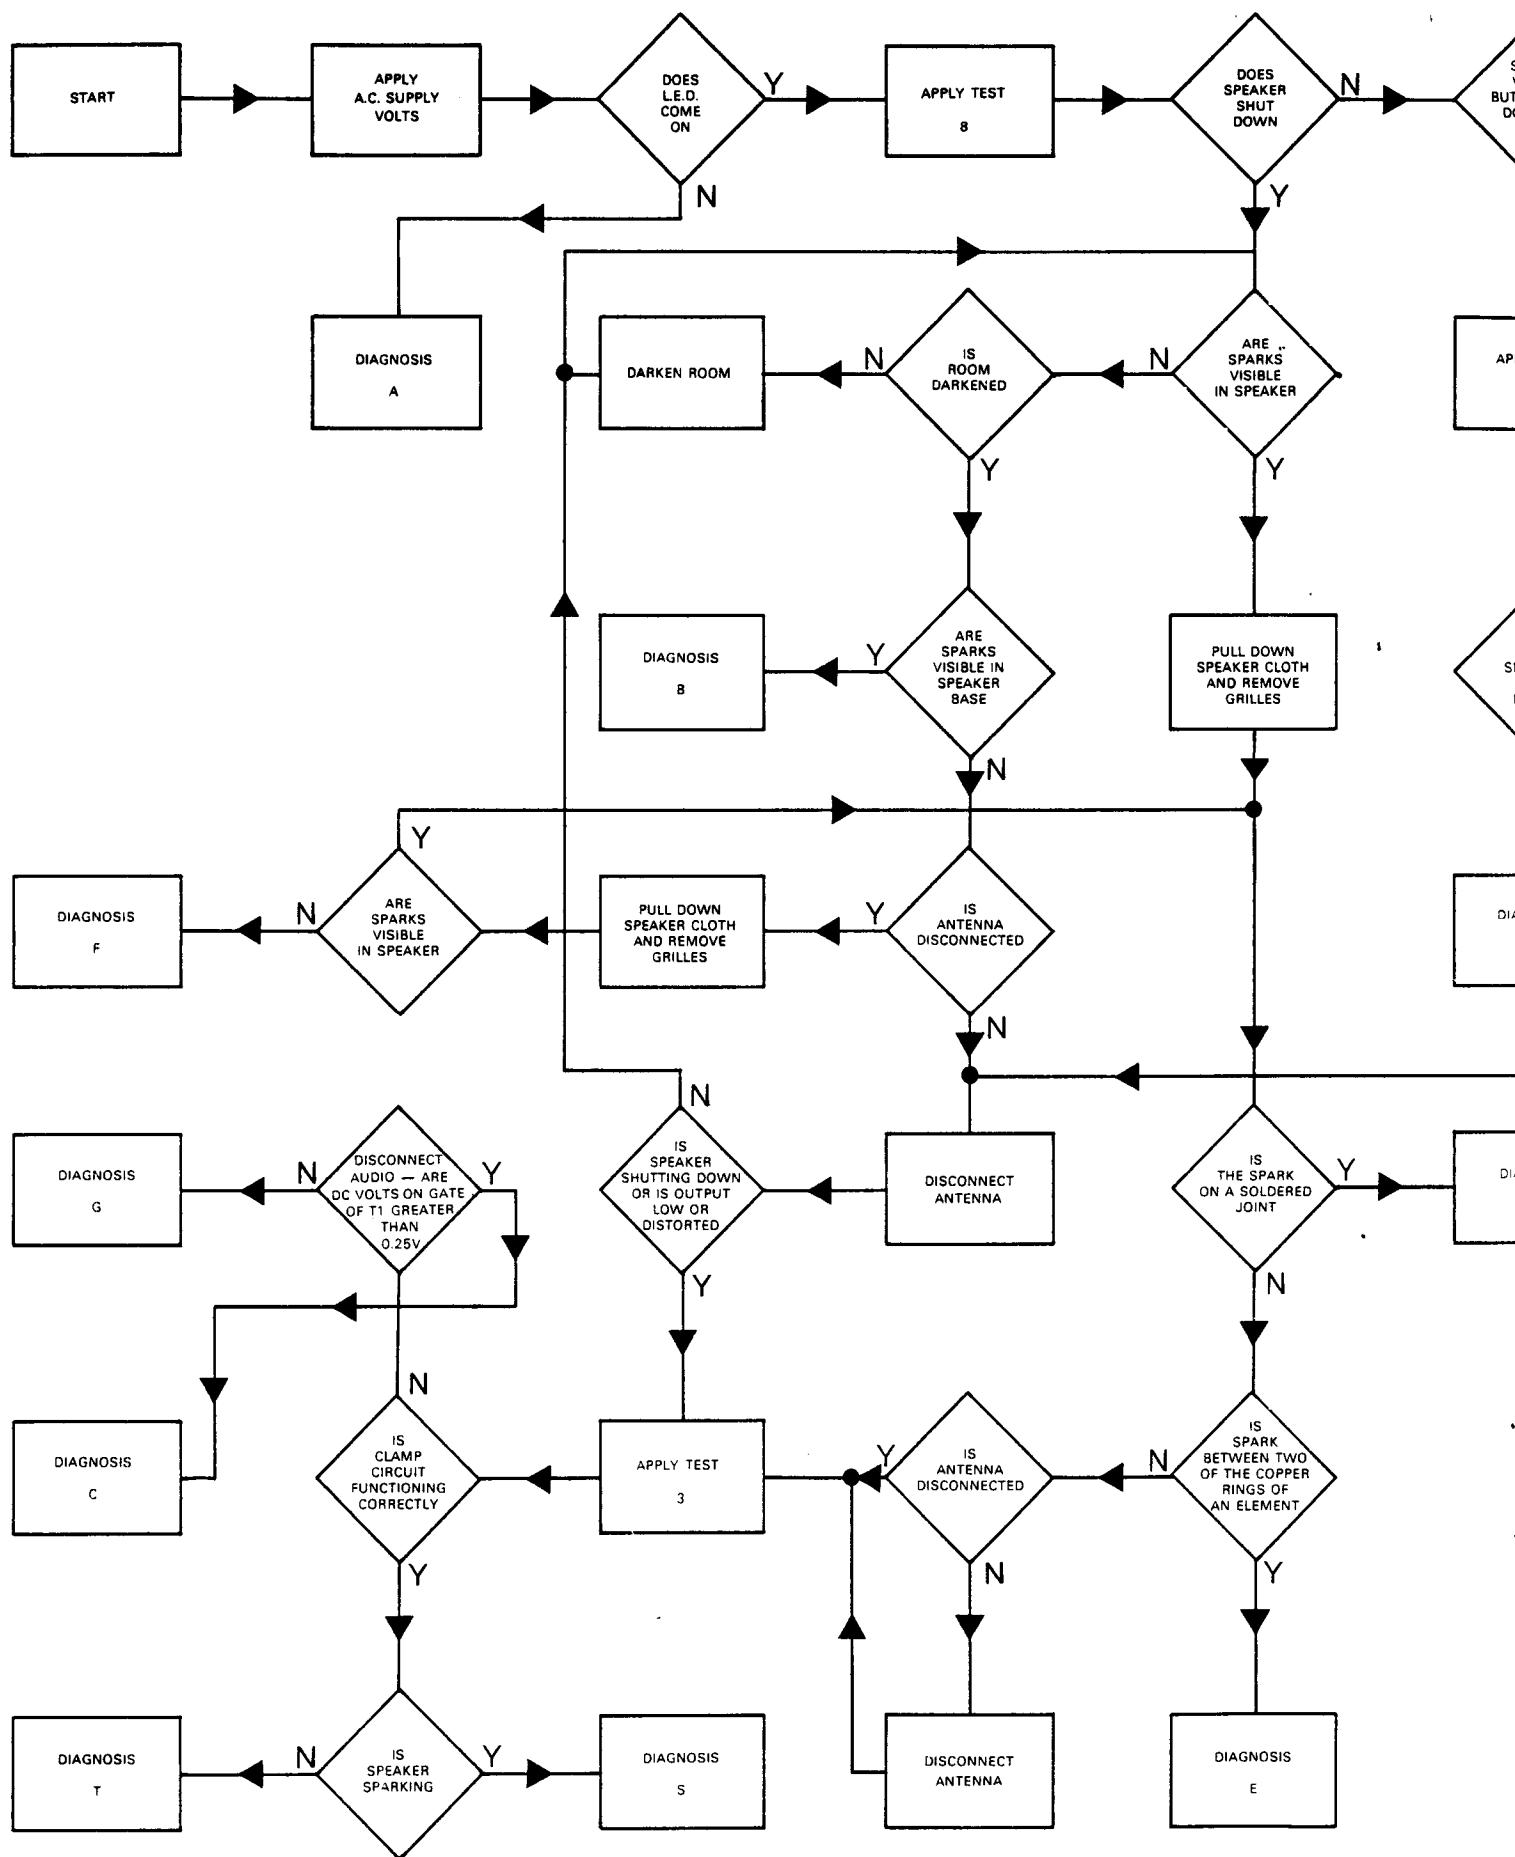 START
APPLY
A.C. SUPPLY
VOLTS
DOES
L.E.D.
COME
ON
Y
N
APPLY TEST
8
DOES
SPEAKER
SHUT
DOWN
N
Y
DIAGNOSIS
A
DARKEN ROOM
N
IS
ROOM
DARKENED
Y
N
ARE
SPARKS
VISIBLE
IN SPEAKER
Y
DIAGNOSIS
B
Y
ARE
SPARKS
VISIBLE IN
SPEAKER
BASE
N
PULL DOWN
SPEAKER CLOTH
AND REMOVE
GRILLES
DIAGNOSIS
F
N
Y
ARE
SPARKS
VISIBLE
IN SPEAKER
PULL DOWN
SPEAKER CLOTH
AND REMOVE
GRILLES
Y
IS
ANTENNA
DISCONNECTED
N
DIAGNOSIS
G
N
DISCONNECT
AUDIO — ARE
DC VOLTS ON GATE
OF T1 GREATER
THAN
0.25V
Y
N
IS
SPEAKER
SHUTTING DOWN
OR IS OUTPUT
LOW OR
DISTORTED
Y
DISCONNECT
ANTENNA
IS
THE SPARK
ON A SOLDERED
JOINT
Y
N
DIAGNOSIS
C
N
IS
CLAMP
CIRCUIT
FUNCTIONING
CORRECTLY
Y
APPLY TEST
3
Y
IS
ANTENNA
DISCONNECTED
N
N
IS
SPARK
BETWEEN TWO
OF THE COPPER
RINGS OF
AN ELEMENT
Y
DIAGNOSIS
T
N
IS
SPEAKER
SPARKING
Y
DIAGNOSIS
S
DISCONNECT
ANTENNA
DIAGNOSIS
E